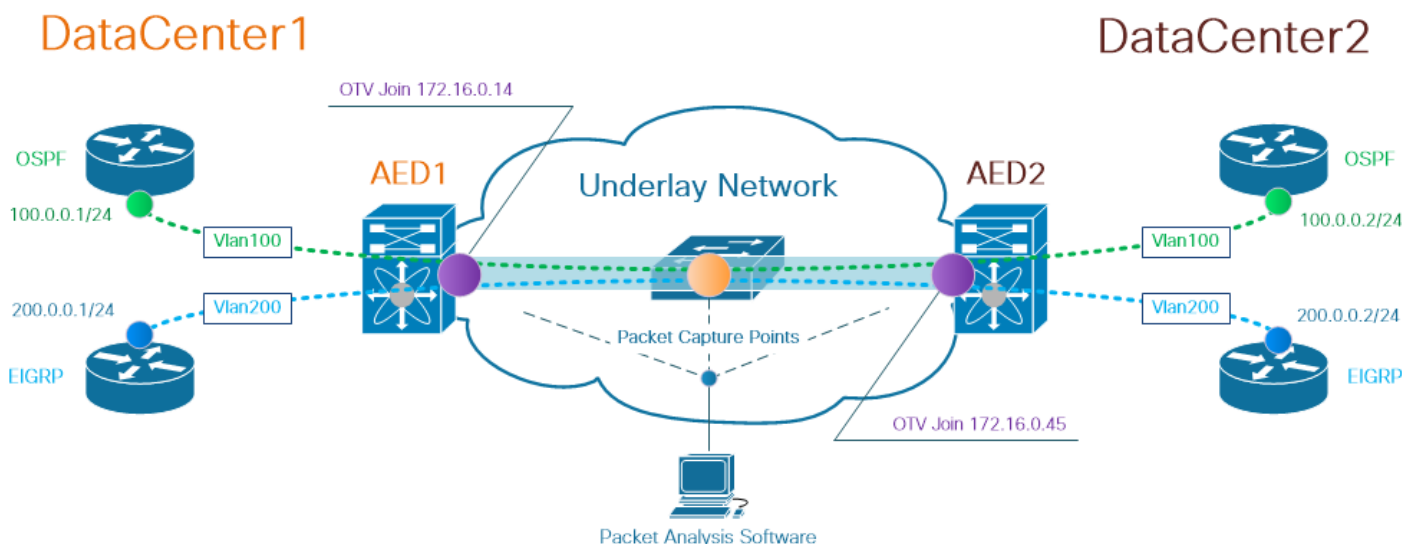 DataCenter1
DataCenter2
OTV Join 172.16.0.14
OSPF
AED1
Underlay Network
AED2
OSPF
100.0.0.1/24
100.0.0.2/24
Vlan100
Vlan100
200.0.0.1/24
Vlan200
Vlan200
200.0.0.2/24
Packet Capture Points
EIGRP
EIGRP
OTV Join 172.16.0.45
Packet Analysis Software